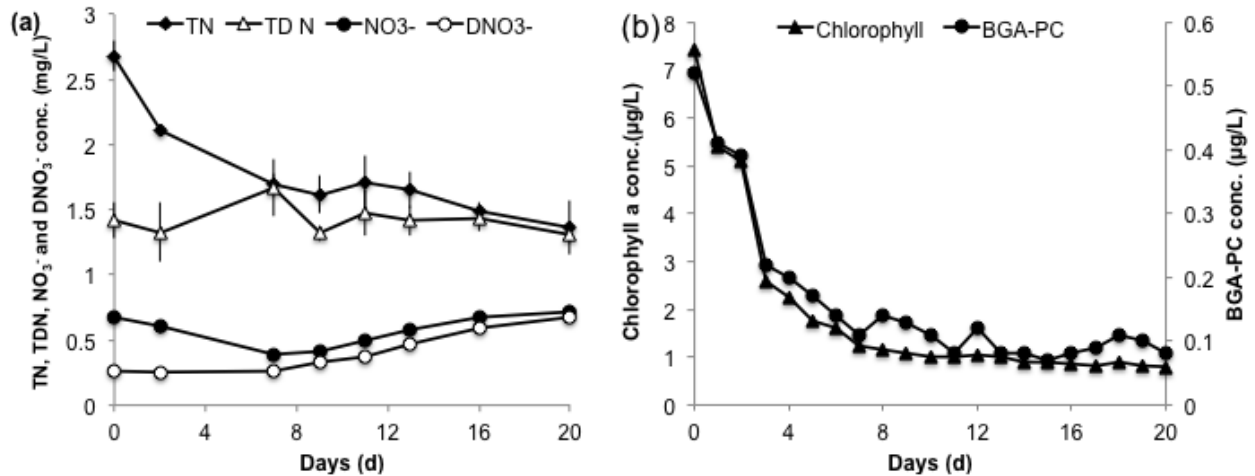 (a)
TN TD N NO3- DNO3-
TN, TDN, NO₃⁻ and DNO₃⁻ conc. (mg/L)
3
2.5
2
1.5
1
0.5
0
0 4 8 12 16 20
Days (d)
(b)
Chlorophyll BGA-PC
Chlorophyll a conc.(µg/L)
8
7
6
5
4
3
2
1
0
0 4 8 12 16 20
Days (d)
0.6
0.5
0.4
0.3
0.2
0.1
0
BGA-PC conc. (µg/L)